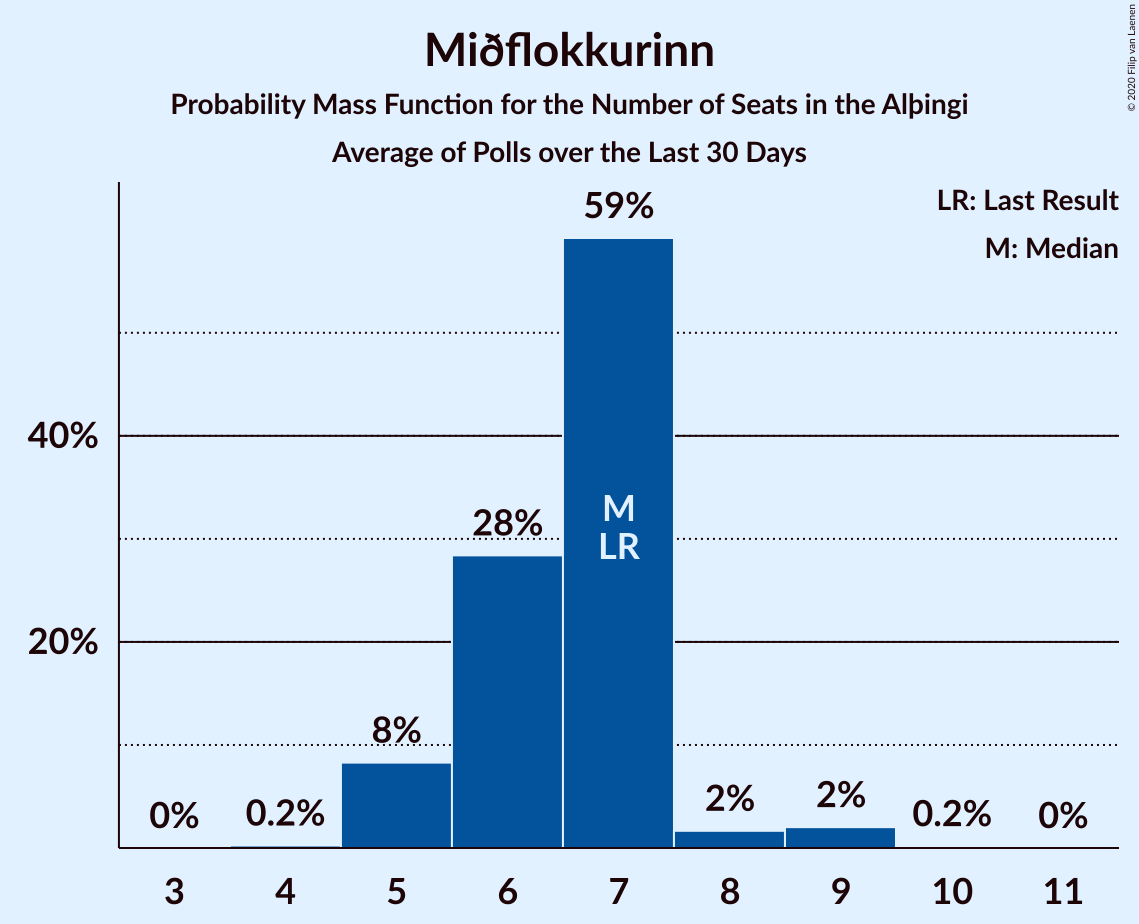 Miðflokkurinn
Probability Mass Function for the Number of Seats in the Alþingi
Average of Polls over the Last 30 Days
© 2020 Filip van Laenen
LR: Last Result
M: Median
59%
40%
28%
M
LR
20%
8%
0%
0.2%
2%
2%
0.2%
0%
3
4
5
6
7
8
9
10
11